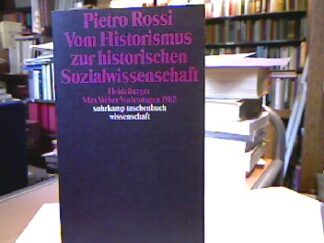 Pietro Rossi
Vom Historismus
zur historischen
Sozialwissenschaft
Heidelberger
Max Weber-Vorlesungen 1985
suhrkamp taschenbuch
wissenschaft